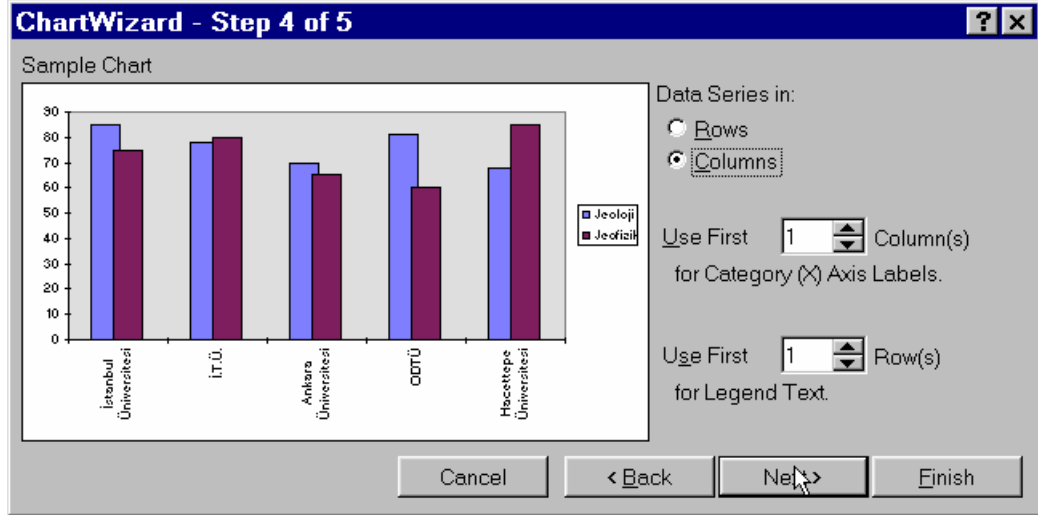 ChartWizard - Step 4 of 5
Sample Chart
90
80
70
60
50
40
30
20
10
0
İstanbul
Üniversitesi
İ.T.Ü.
Ankara
Üniversitesi
ODTÜ
Hacettepe
Üniversitesi
Jeoloji
Jeofizik
Data Series in:
Rows
Columns
Use First 1 Column(s)
for Category (X) Axis Labels.
Use First 1 Row(s)
for Legend Text.
Cancel
< Back
Next >
Finish